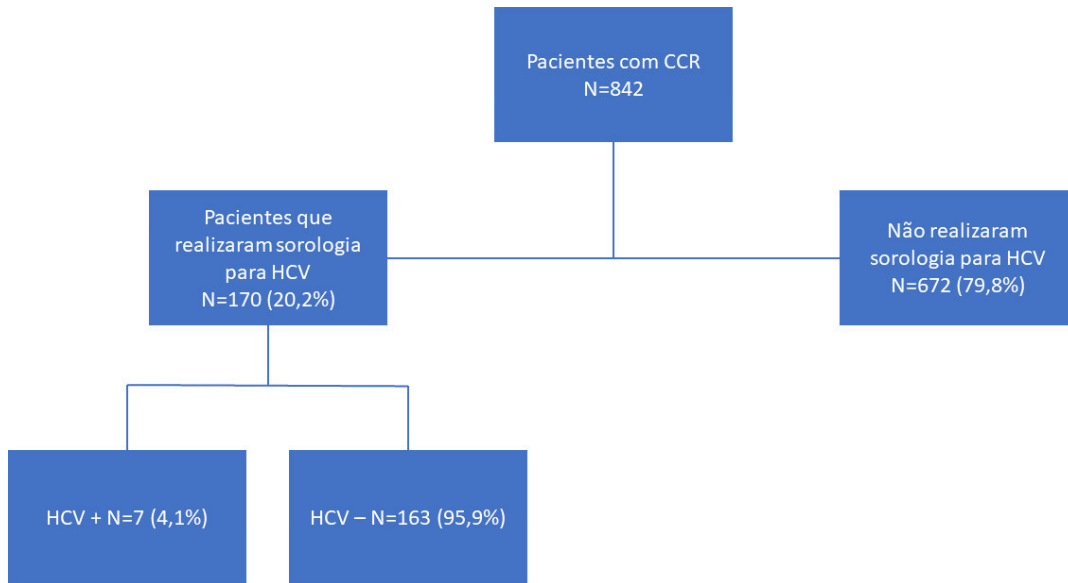 Pacientes com CCR
N=842
Pacientes que
realizaram sorologia
para HCV
N=170 (20,2%)
Não realizaram
sorologia para HCV
N=672 (79,8%)
HCV + N=7 (4,1%)
HCV – N=163 (95,9%)